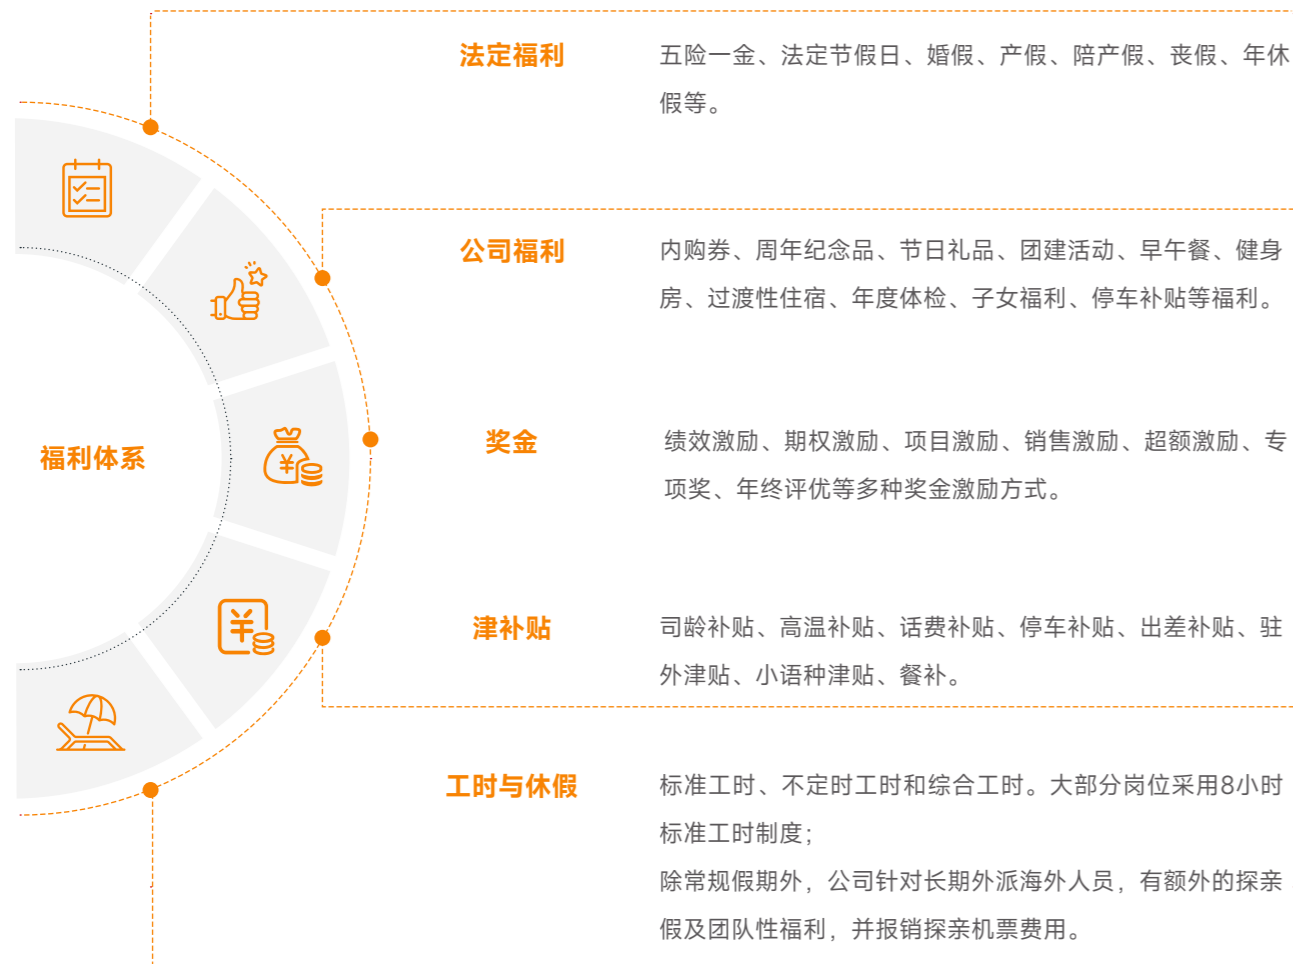 法定福利
五险一金、法定节假日、婚假、产假、陪产假、丧假、年休
假等。
公司福利
内购券、周年纪念品、节日礼品、团建活动、早午餐、健身
房、过渡性住宿、年度体检、子女福利、停车补贴等福利。
福利体系
奖金
绩效激励、期权激励、项目激励、销售激励、超额激励、专
项奖、年终评优等多种奖金激励方式。
津补贴
司龄补贴、高温补贴、话费补贴、停车补贴、出差补贴、驻
外津贴、小语种津贴、餐补。
工时与休假
标准工时、不定时工时和综合工时。大部分岗位采用8小时
标准工时制度；
除常规假期外，公司针对长期外派海外人员，有额外的探亲
假及团队性福利，并报销探亲机票费用。